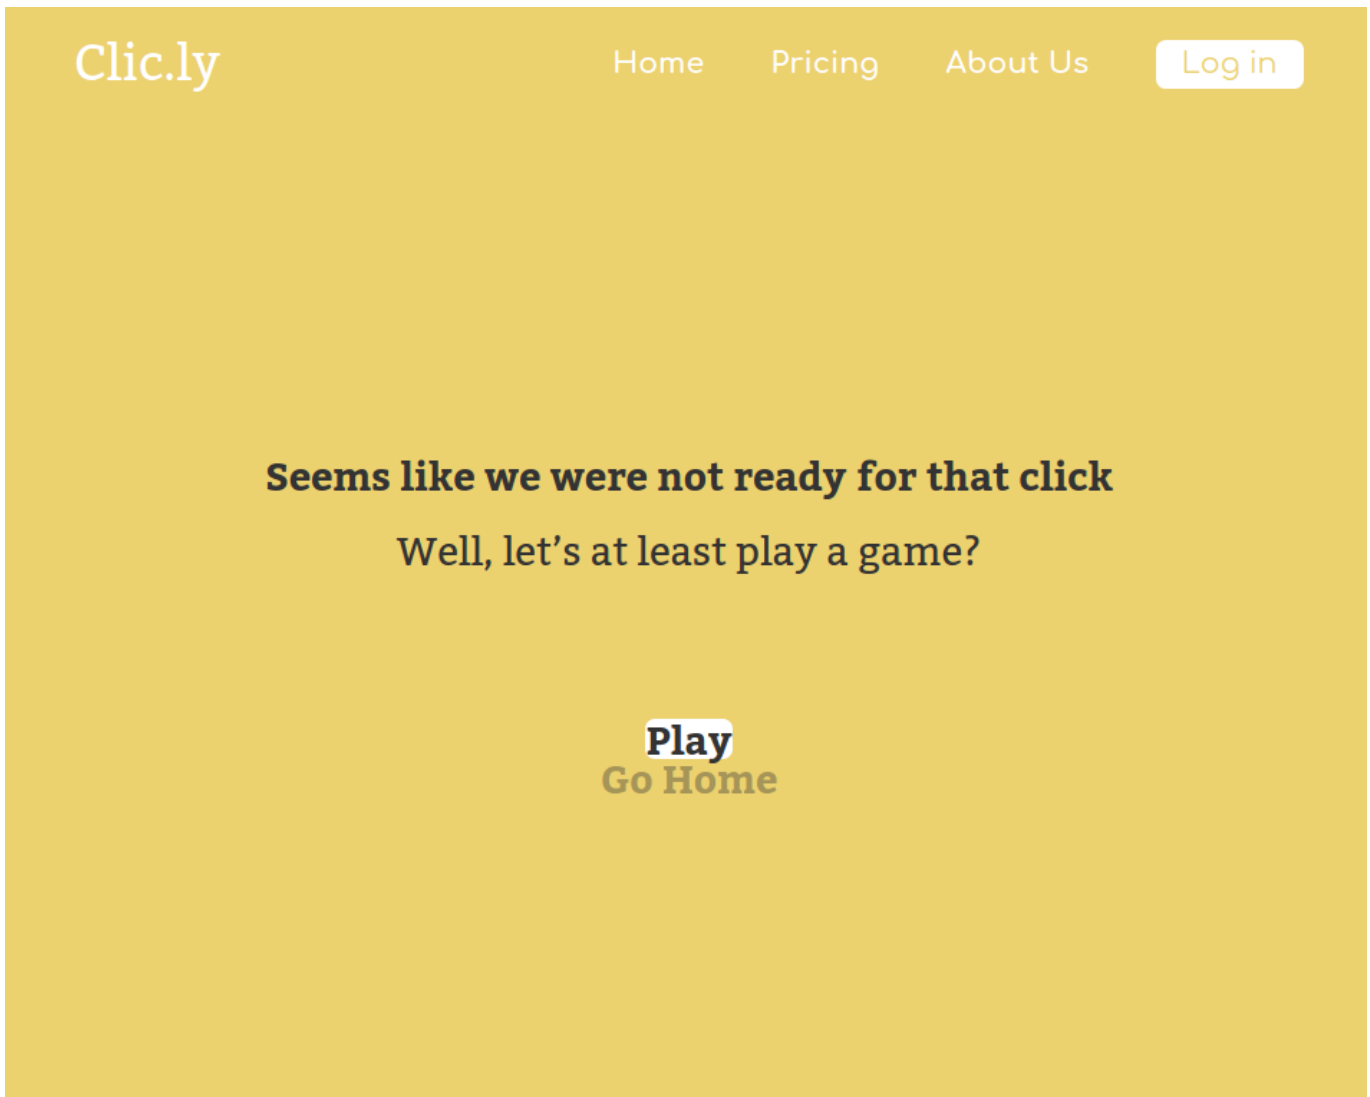 Clic.ly Home Pricing About Us Log in
Seems like we were not ready for that click
Well, let’s at least play a game?
Play
Go Home